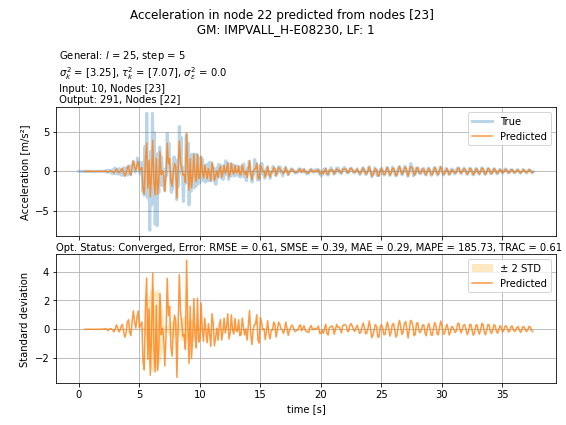 Acceleration in node 22 predicted from nodes [23]
GM: IMPVALL_H-E08230, LF: 1
General: l = 25, step = 5
σ²ₖ = [3.25], τ²ₖ = [7.07], σ²ε = 0.0
Input: 10, Nodes [23]
Output: 291, Nodes [22]
True
Predicted
Acceleration [m/s²]
5
0
−5
Opt. Status: Converged, Error: RMSE = 0.61, SMSE = 0.39, MAE = 0.29, MAPE = 185.73, TRAC = 0.61
± 2 STD
Predicted
Standard deviation
4
2
0
−2
0 5 10 15 20 25 30 35
time [s]